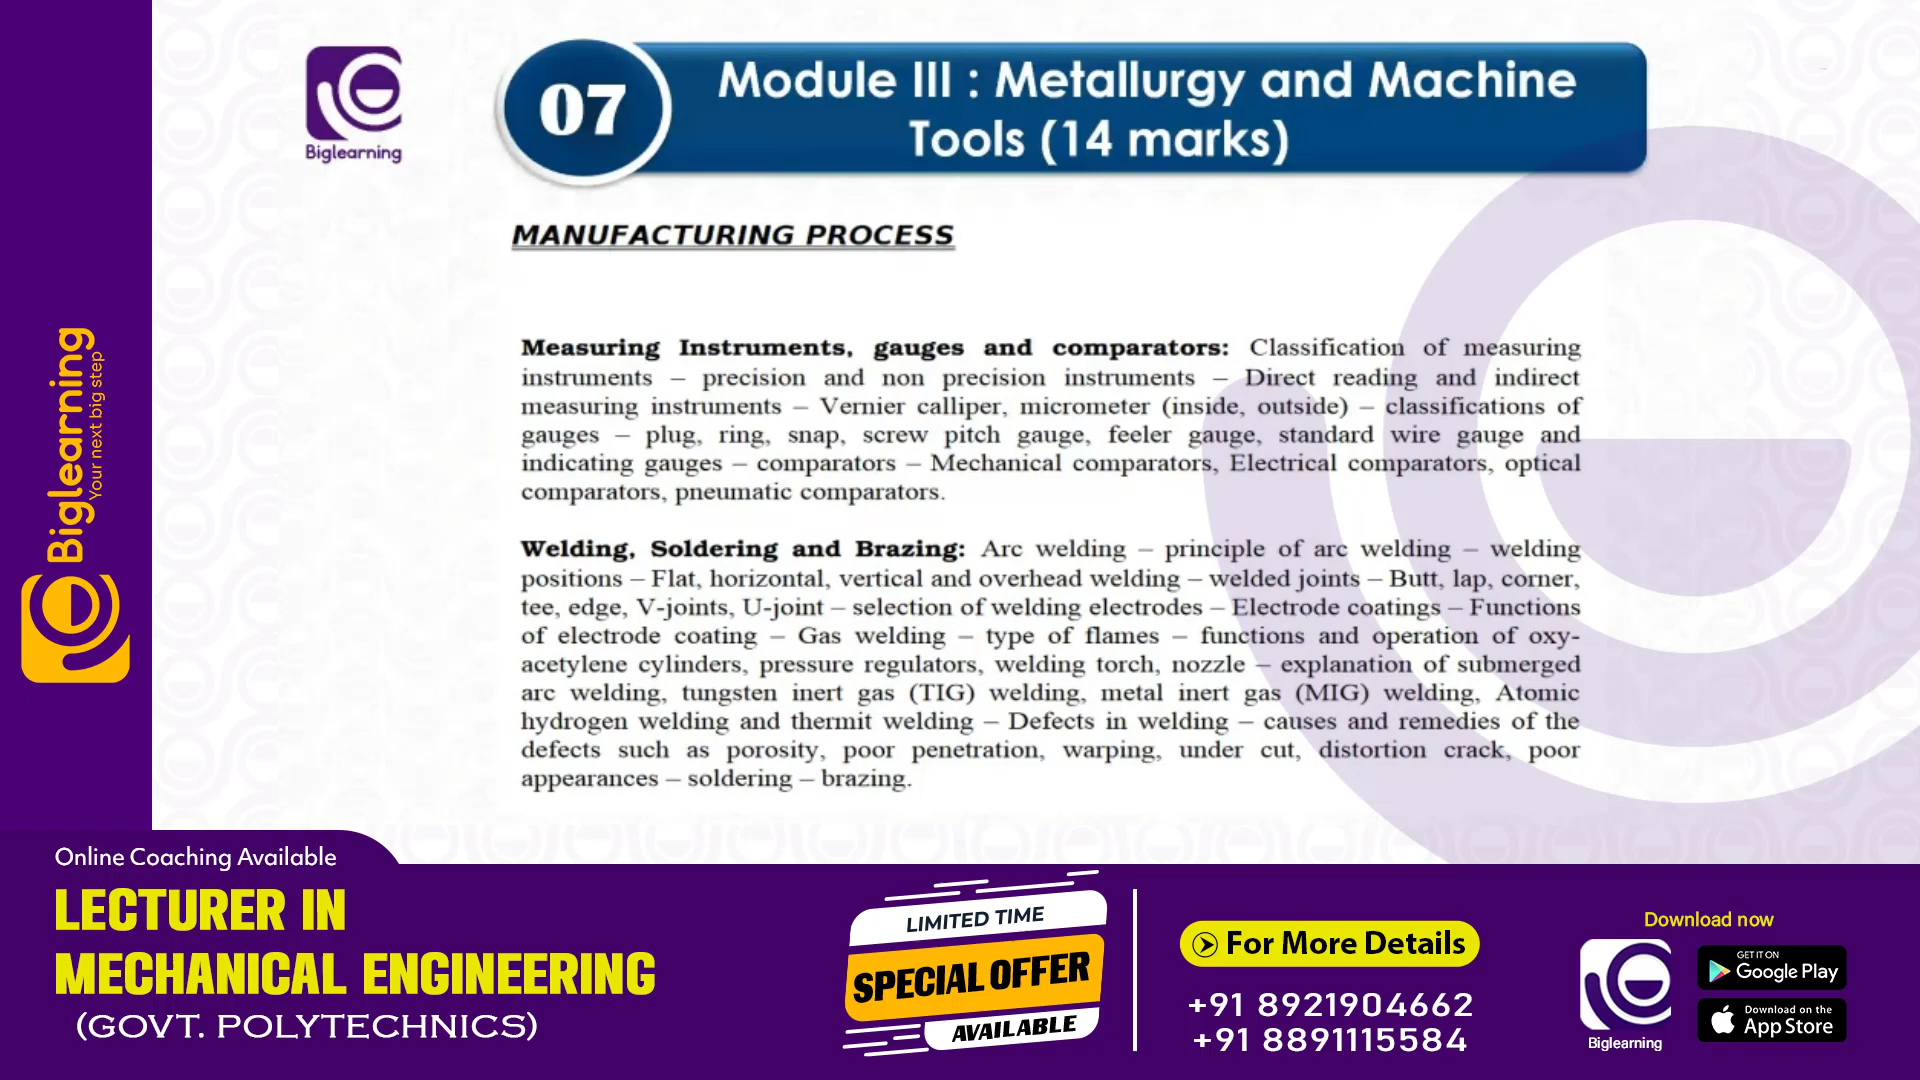 Biglearning
07
Module III : Metallurgy and Machine
Tools (14 marks)
MANUFACTURING PROCESS
Measuring Instruments, gauges and comparators: Classification of measuring
instruments – precision and non precision instruments – Direct reading and indirect
measuring instruments – Vernier calliper, micrometer (inside, outside) – classifications of
gauges – plug, ring, snap, screw pitch gauge, feeler gauge, standard wire gauge and
indicating gauges – comparators – Mechanical comparators, Electrical comparators, optical
comparators, pneumatic comparators.
Welding, Soldering and Brazing: Arc welding – principle of arc welding – welding
positions – Flat, horizontal, vertical and overhead welding – welded joints – Butt, lap, corner,
tee, edge, V-joints, U-joint – selection of welding electrodes – Electrode coatings – Functions
of electrode coating – Gas welding – type of flames – functions and operation of oxy-
acetylene cylinders, pressure regulators, welding torch, nozzle – explanation of submerged
arc welding, tungsten inert gas (TIG) welding, metal inert gas (MIG) welding, Atomic
hydrogen welding and thermit welding – Defects in welding – causes and remedies of the
defects such as porosity, poor penetration, warping, under cut, distortion crack, poor
appearances – soldering – brazing.
Biglearning
Your next big step
Online Coaching Available
LECTURER IN
MECHANICAL ENGINEERING
(GOVT. POLYTECHNICS)
LIMITED TIME
SPECIAL OFFER
AVAILABLE
For More Details
+91 8921904662
+91 8891115584
Download now
Biglearning
GET IT ON
Google Play
Download on the
App Store